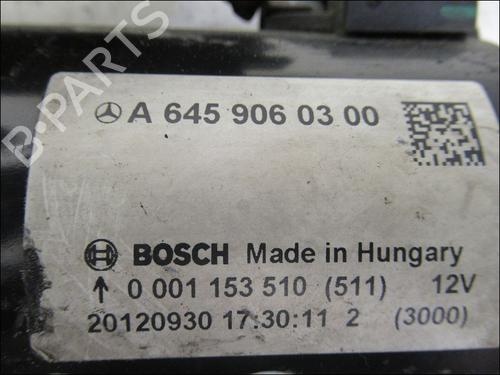 A 645 906 03 00
BOSCH Made in Hungary
↑ 0 001 153 510 (511) 12V
20120930 17:30:11 2 (3000)
B-PARTS